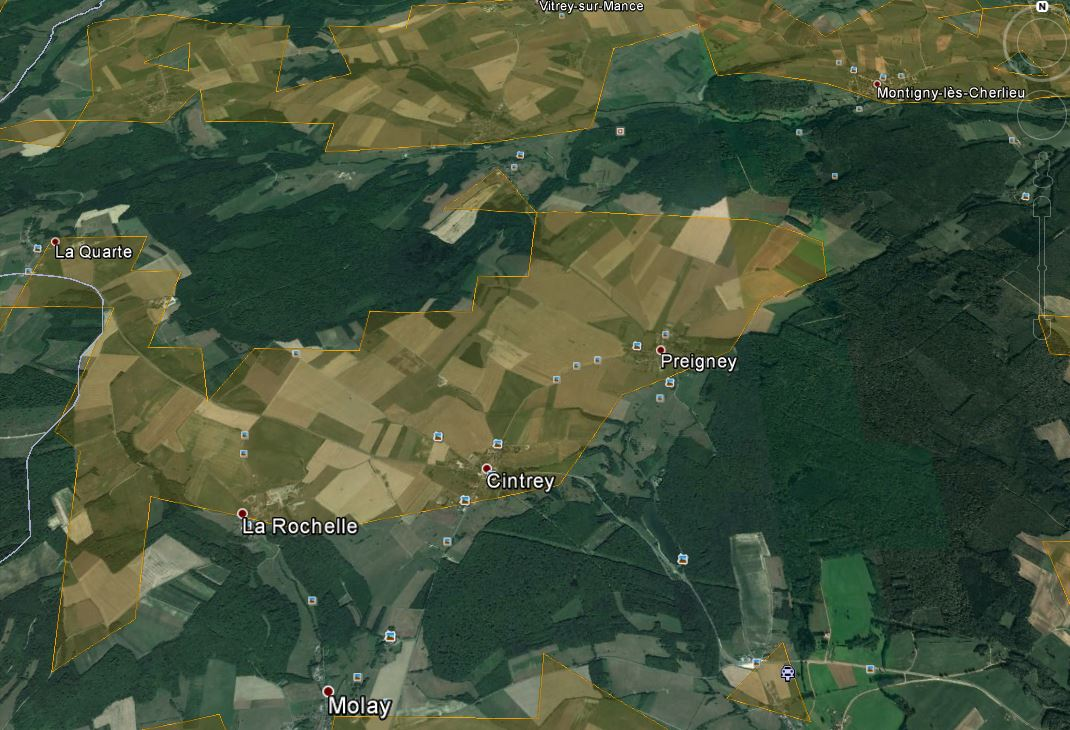 Vitrey-sur-Mance
N
Montigny-lès-Cherlieu
La Quarte
Preigney
Cintrey
La Rochelle
Molay